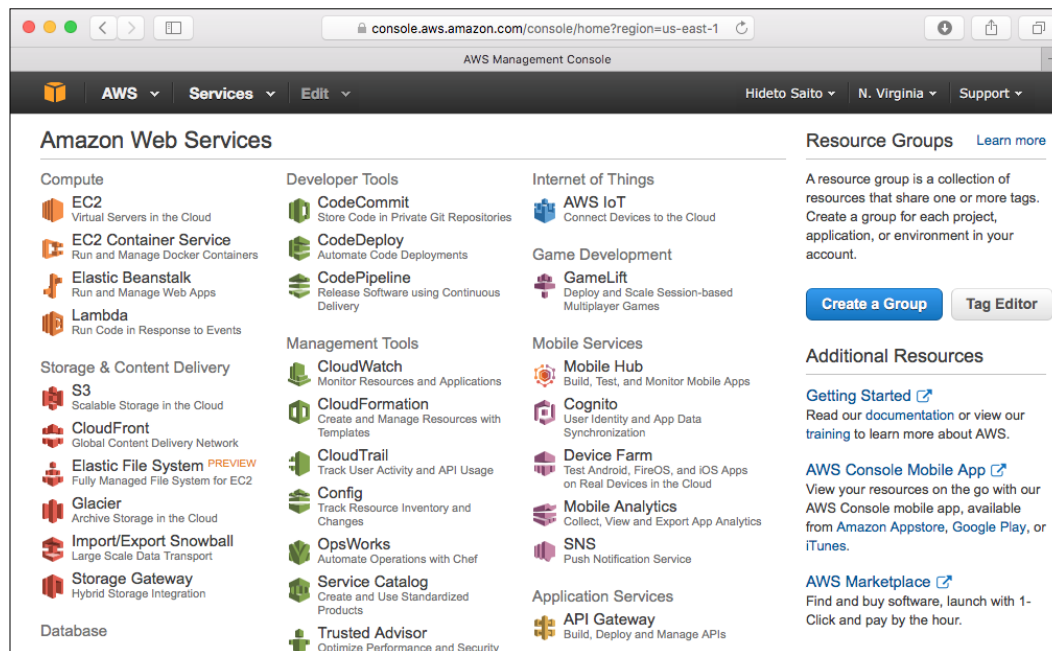 console.aws.amazon.com/console/home?region=us-east-1
AWS Management Console
AWS Services Edit Hideto Saito N. Virginia Support
Amazon Web Services
Compute
EC2
Virtual Servers in the Cloud
EC2 Container Service
Run and Manage Docker Containers
Elastic Beanstalk
Run and Manage Web Apps
Lambda
Run Code in Response to Events
Storage & Content Delivery
S3
Scalable Storage in the Cloud
CloudFront
Global Content Delivery Network
Elastic File System PREVIEW
Fully Managed File System for EC2
Glacier
Archive Storage in the Cloud
Import/Export Snowball
Large Scale Data Transport
Storage Gateway
Hybrid Storage Integration
Database
Developer Tools
CodeCommit
Store Code in Private Git Repositories
CodeDeploy
Automate Code Deployments
CodePipeline
Release Software using Continuous
Delivery
Management Tools
CloudWatch
Monitor Resources and Applications
CloudFormation
Create and Manage Resources with
Templates
CloudTrail
Track User Activity and API Usage
Config
Track Resource Inventory and
Changes
OpsWorks
Automate Operations with Chef
Service Catalog
Create and Use Standardized
Products
Trusted Advisor
Optimize Performance and Security
Internet of Things
AWS IoT
Connect Devices to the Cloud
Game Development
GameLift
Deploy and Scale Session-based
Multiplayer Games
Mobile Services
Mobile Hub
Build, Test, and Monitor Mobile Apps
Cognito
User Identity and App Data
Synchronization
Device Farm
Test Android, FireOS, and iOS Apps
on Real Devices in the Cloud
Mobile Analytics
Collect, View and Export App Analytics
SNS
Push Notification Service
Application Services
API Gateway
Build, Deploy and Manage APIs
Resource Groups Learn more
A resource group is a collection of
resources that share one or more tags.
Create a group for each project,
application, or environment in your
account.
Create a Group Tag Editor
Additional Resources
Getting Started
Read our documentation or view our
training to learn more about AWS.
AWS Console Mobile App
View your resources on the go with our
AWS Console mobile app, available
from Amazon Appstore, Google Play, or
iTunes.
AWS Marketplace
Find and buy software, launch with 1-
Click and pay by the hour.